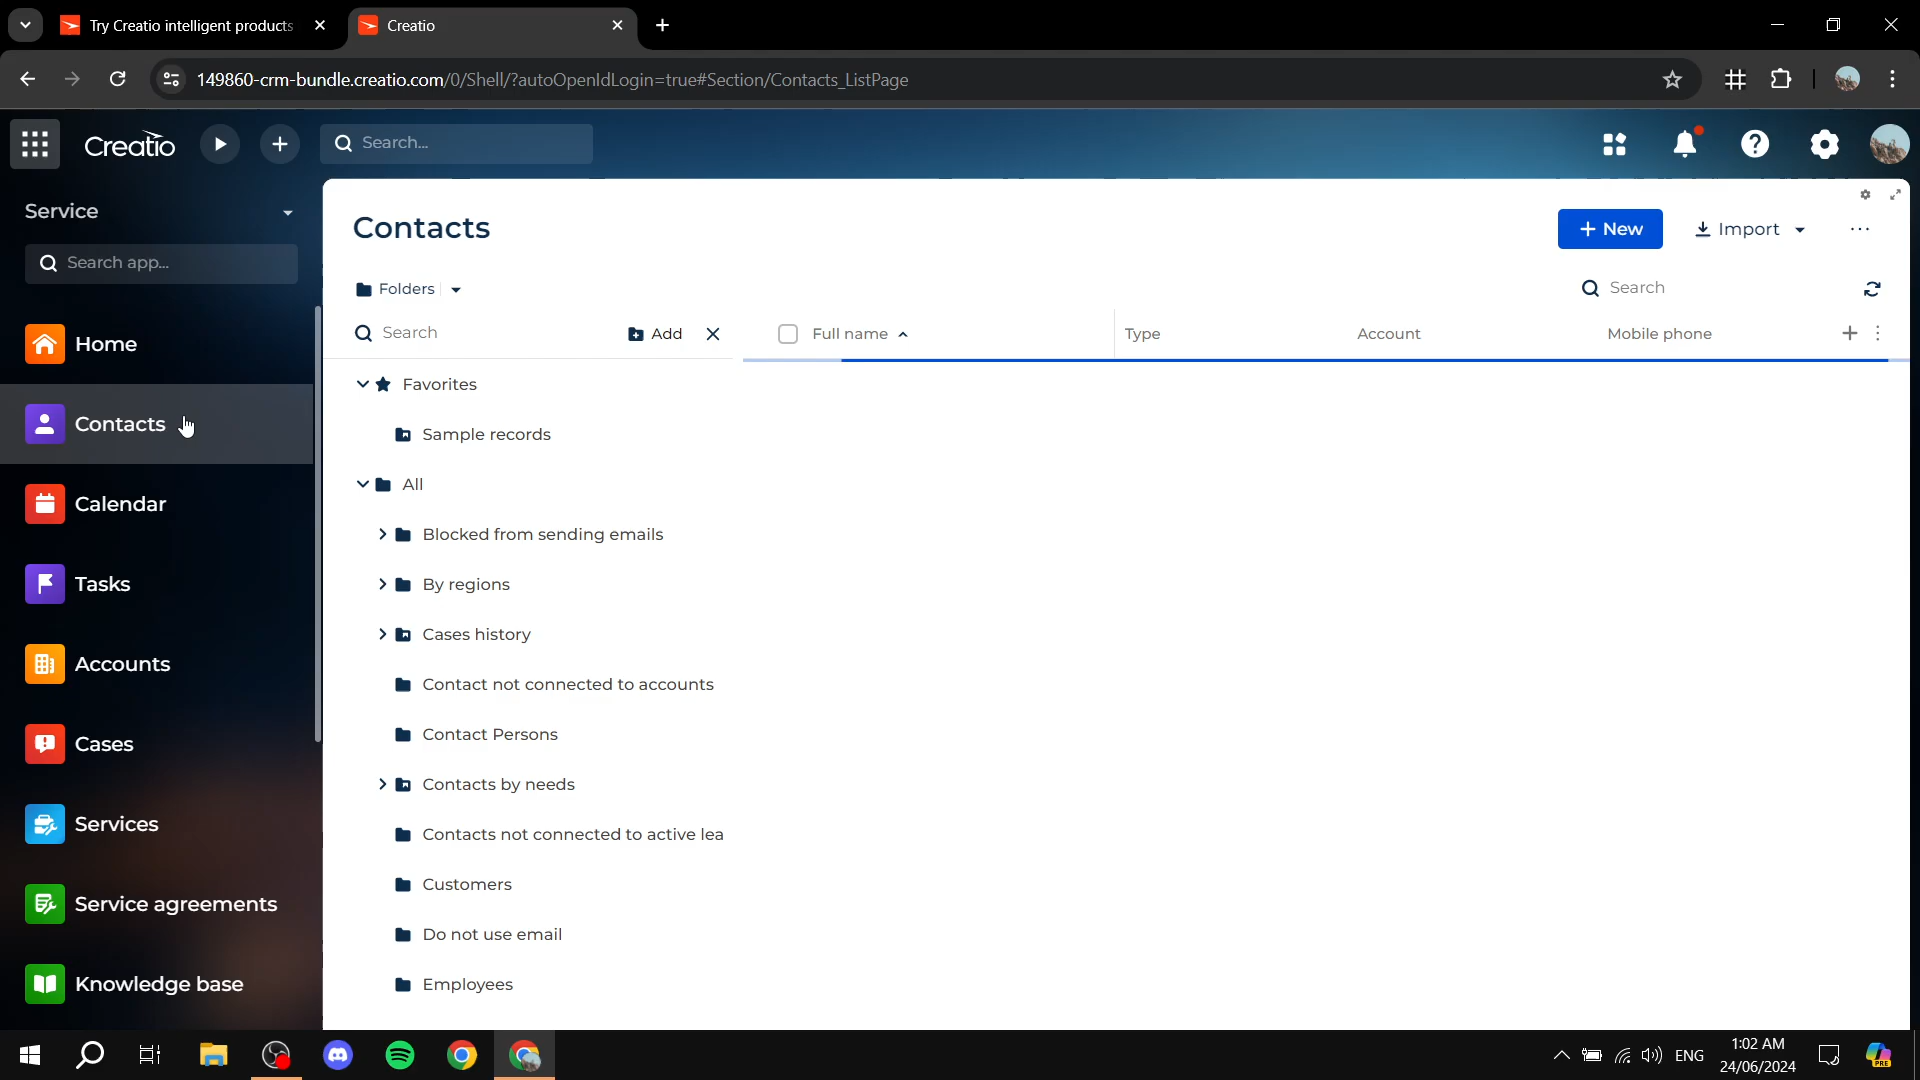 Try Creatio intelligent products
Creatio
149860-crm-bundle.creatio.com/0/Shell/?autoOpenIdLogin=true#Section/Contacts_ListPage
Creatio
Search...
Service
Search app...
Home
Contacts
Calendar
Tasks
Accounts
Cases
Services
Service agreements
Knowledge base
Contacts
New
Import
Folders
Search
Search
Add
Full name
Type
Account
Mobile phone
Favorites
Sample records
All
Blocked from sending emails
By regions
Cases history
Contact not connected to accounts
Contact Persons
Contacts by needs
Contacts not connected to active lea
Customers
Do not use email
Employees
ENG
1:02 AM
24/06/2024
PRE